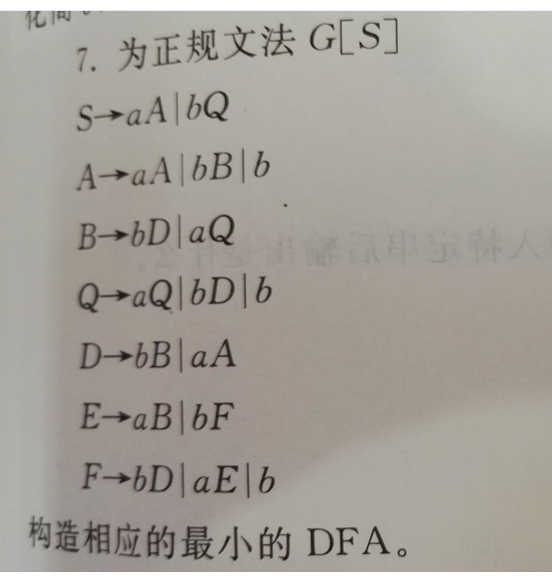 7. 为正规文法 G[S]
S→aA|bQ
A→aA|bB|b
B→bD|aQ
Q→aQ|bD|b
D→bB|aA
E→aB|bF
F→bD|aE|b
构造相应的最小的 DFA。